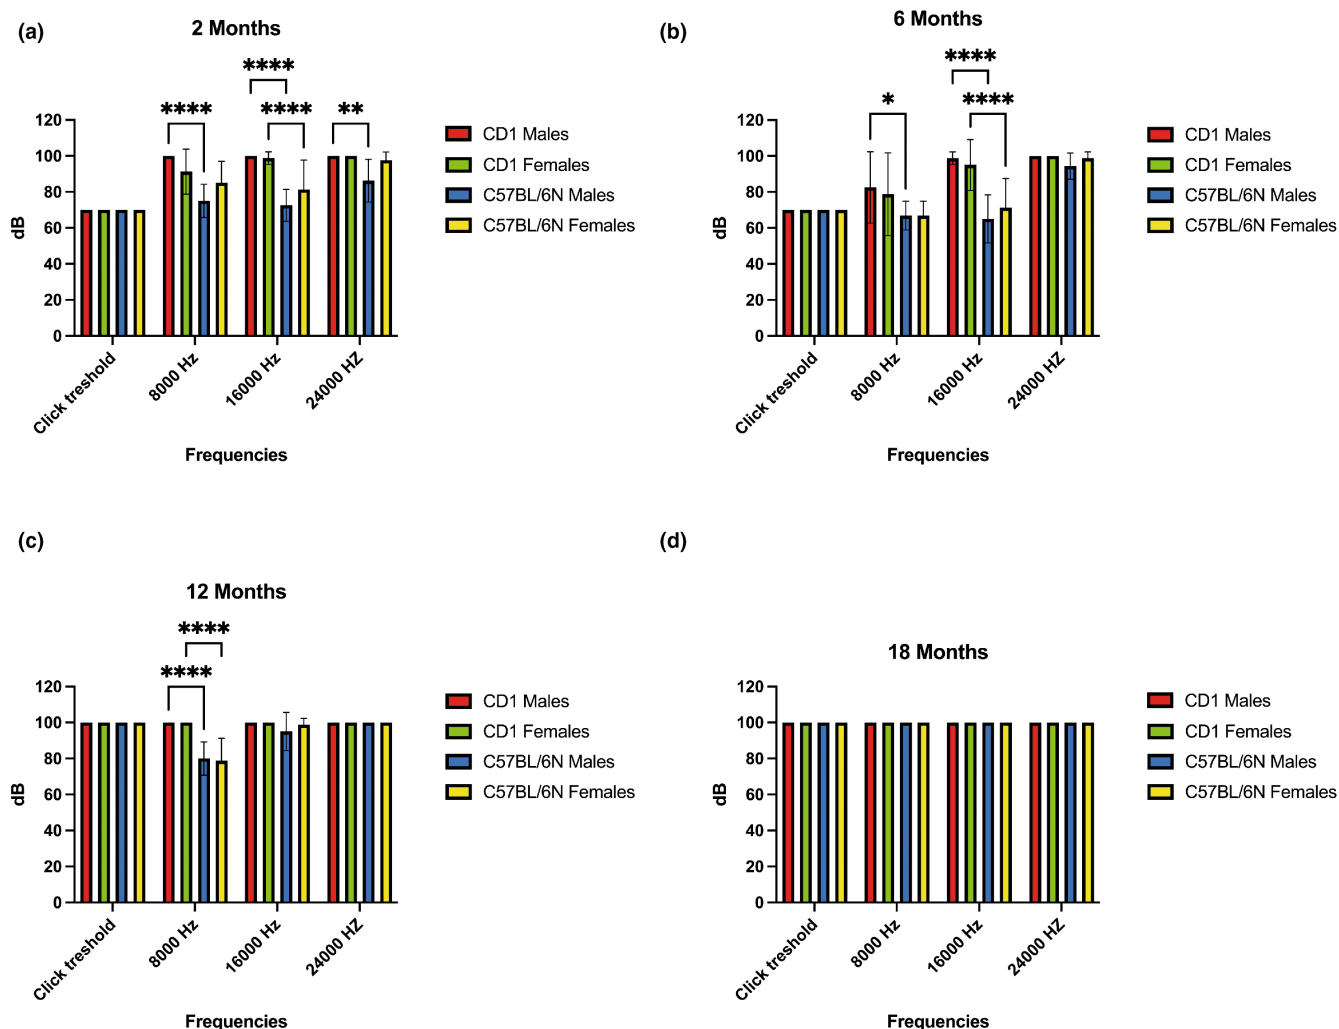 (a)
2 Months
****
****
****
**
120
100
80
60
40
20
0
dB
Click treshold
8000 Hz
16000 Hz
24000 HZ
Frequencies
CD1 Males
CD1 Females
C57BL/6N Males
C57BL/6N Females
(b)
6 Months
****
*
****
120
100
80
60
40
20
0
dB
Click treshold
8000 Hz
16000 Hz
24000 HZ
Frequencies
CD1 Males
CD1 Females
C57BL/6N Males
C57BL/6N Females
(c)
12 Months
****
****
120
100
80
60
40
20
0
dB
Click treshold
8000 Hz
16000 Hz
24000 HZ
Frequencies
CD1 Males
CD1 Females
C57BL/6N Males
C57BL/6N Females
(d)
18 Months
120
100
80
60
40
20
0
dB
Click treshold
8000 Hz
16000 Hz
24000 HZ
Frequencies
CD1 Males
CD1 Females
C57BL/6N Males
C57BL/6N Females